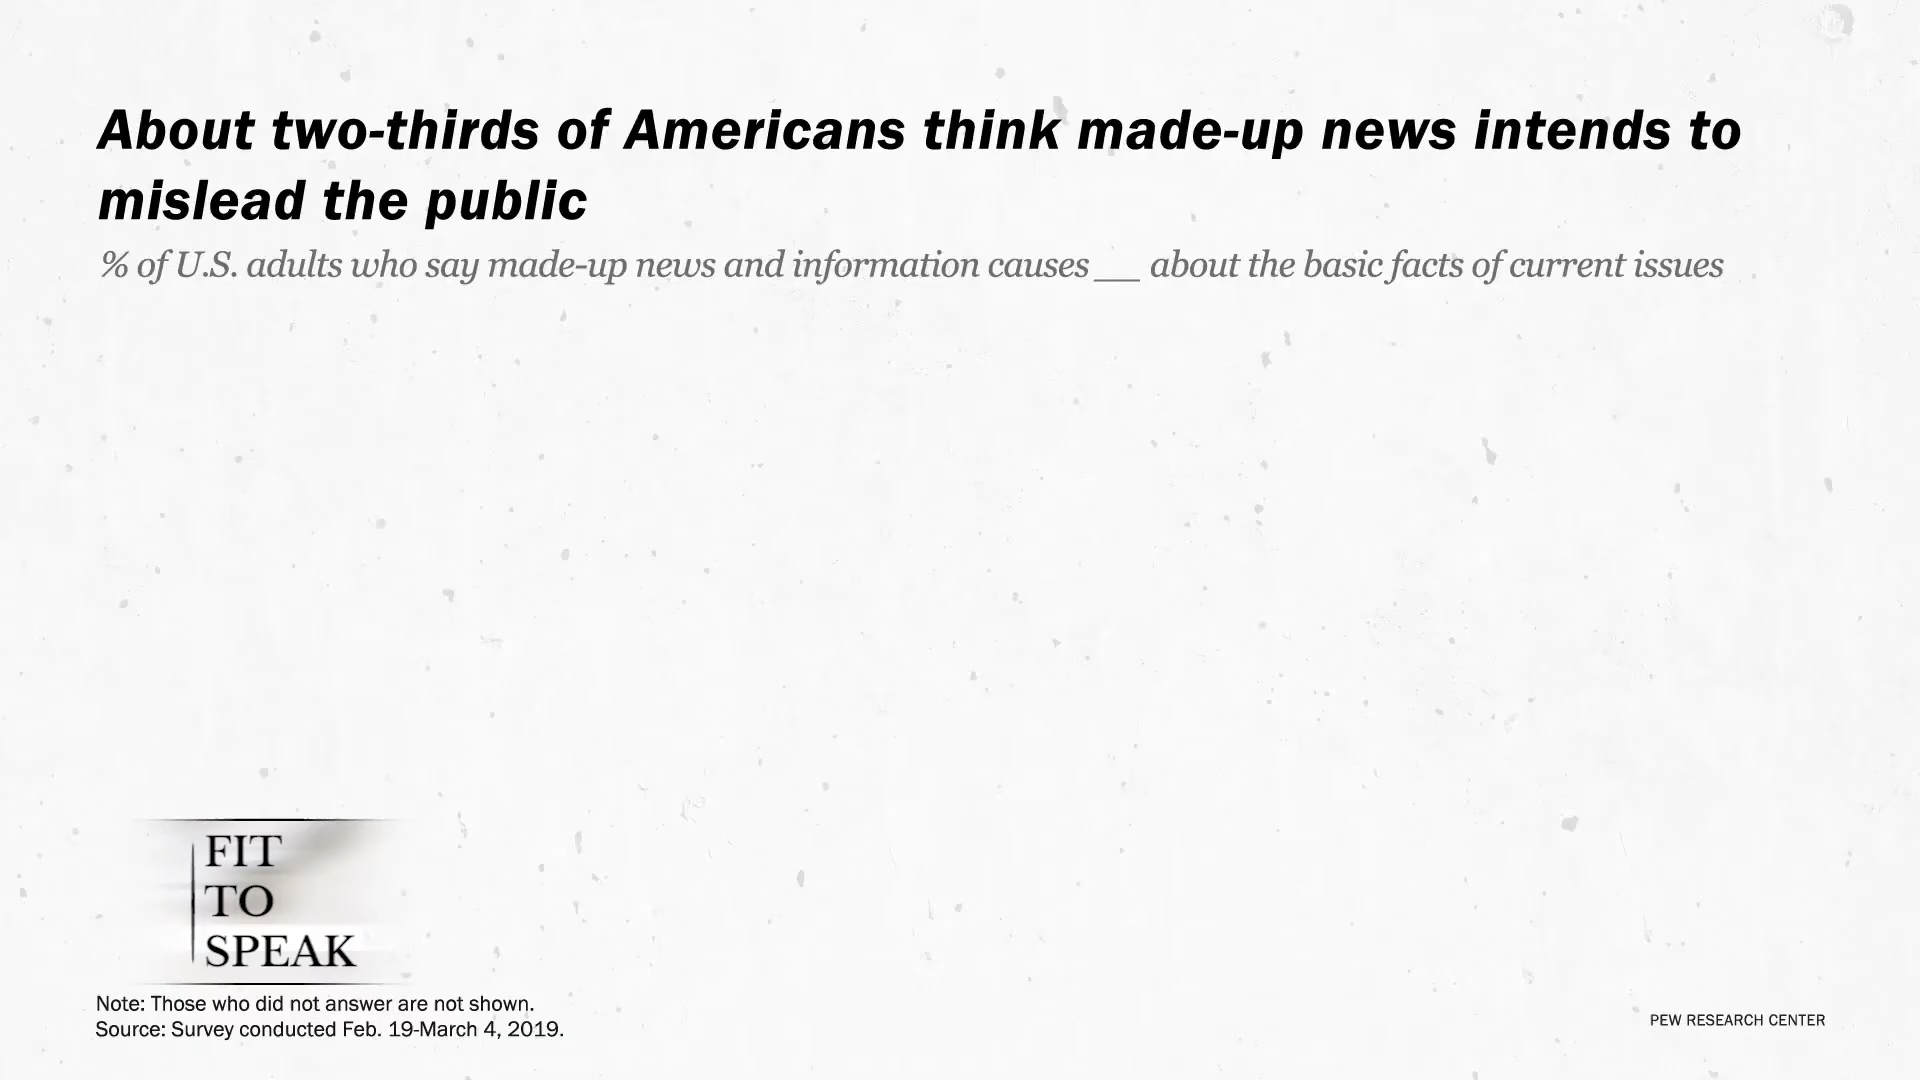 About two-thirds of Americans think made-up news intends to
mislead the public
% of U.S. adults who say made-up news and information causes __ about the basic facts of current issues
FIT
TO
SPEAK
Note: Those who did not answer are not shown.
Source: Survey conducted Feb. 19-March 4, 2019.
PEW RESEARCH CENTER